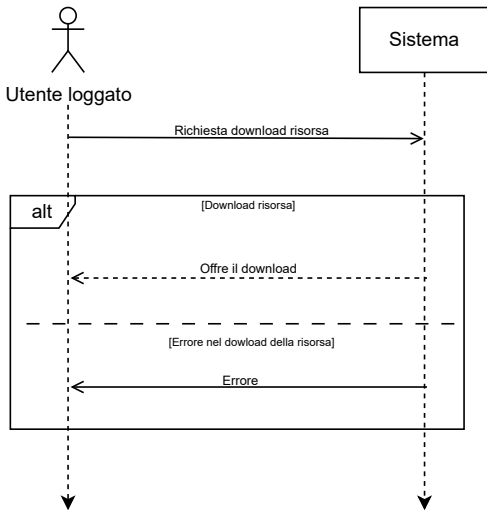 Sistema
Utente loggato
Richiesta download risorsa
alt
[Download risorsa]
Offre il download
[Errore nel dowload della risorsa]
Errore